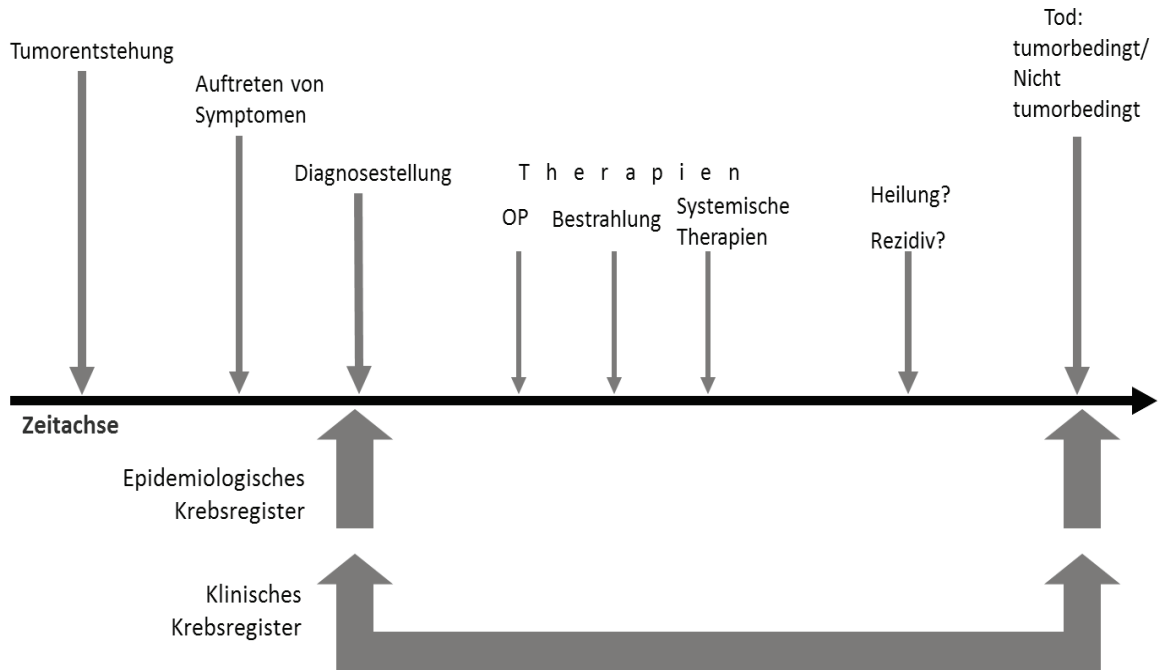 Tumorentstehung
Auftreten von
Symptomen
Diagnosestellung
Therapien
OP
Bestrahlung
Systemische
Therapien
Heilung?
Rezidiv?
Tod:
tumorbedingt/
Nicht
tumorbedingt
Zeitachse
Epidemiologisches
Krebsregister
Klinisches
Krebsregister